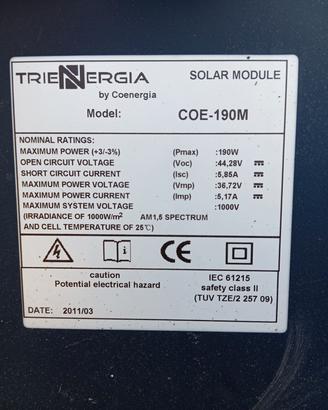 TRIENERGIA SOLAR MODULE
by Coenergia
Model: COE-190M
NOMINAL RATINGS:
MAXIMUM POWER (+3/-3%) (Pmax) :190W
OPEN CIRCUIT VOLTAGE (Voc) :44,28V
SHORT CIRCUIT CURRENT (Isc) :5,85A
MAXIMUM POWER VOLTAGE (Vmp) :36,72V
MAXIMUM POWER CURRENT (Imp) :5,17A
MAXIMUM SYSTEM VOLTAGE :1000V
(IRRADIANCE OF 1000W/m² AM1,5 SPECTRUM
AND CELL TEMPERATURE OF 25℃)
CE
caution
Potential electrical hazard
IEC 61215
safety class II
(TUV TZE/2 257 09)
DATE: 2011/03